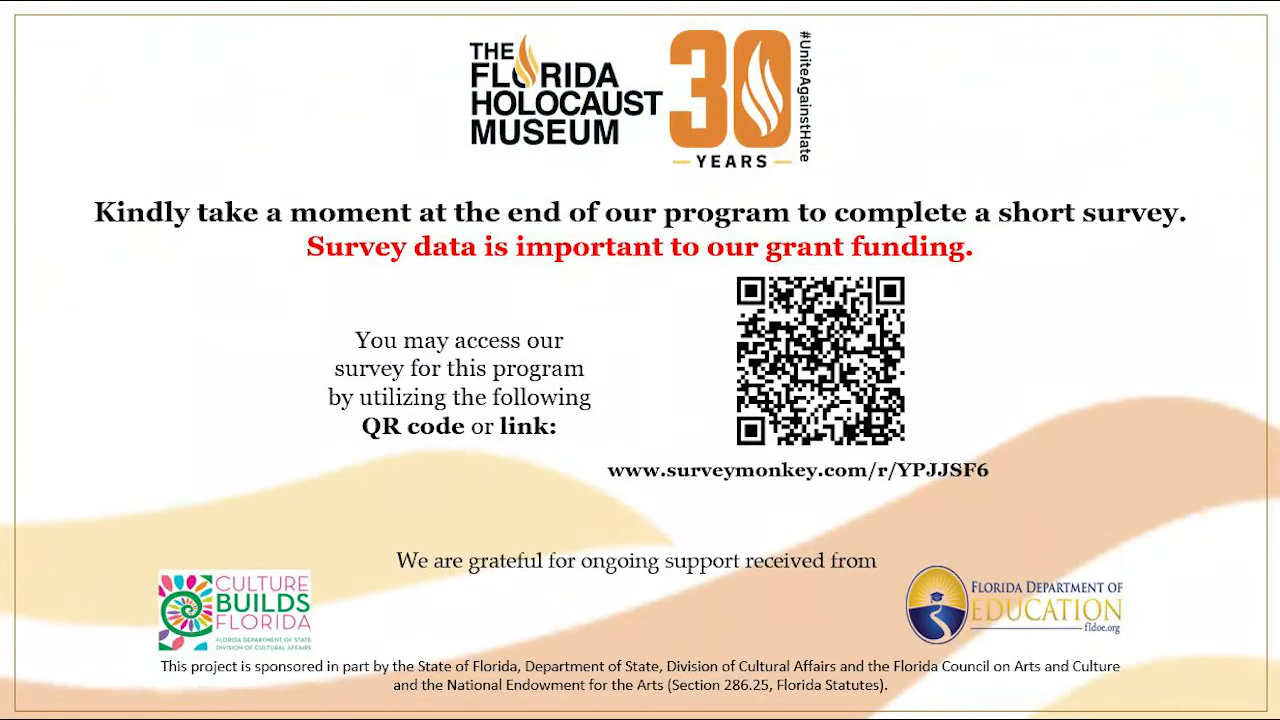 THE
FLORIDA
HOLOCAUST
MUSEUM
30
YEARS
#UniteAgainstHate
Kindly take a moment at the end of our program to complete a short survey.
Survey data is important to our grant funding.
You may access our
survey for this program
by utilizing the following
QR code or link:
www.surveymonkey.com/r/YPJJSF6
We are grateful for ongoing support received from
CULTURE
BUILDS
FLORIDA
FLORIDA DEPARTMENT OF STATE
DIVISION OF CULTURAL AFFAIRS
FLORIDA DEPARTMENT OF
EDUCATION
fldoe.org
This project is sponsored in part by the State of Florida, Department of State, Division of Cultural Affairs and the Florida Council on Arts and Culture
and the National Endowment for the Arts (Section 286.25, Florida Statutes).